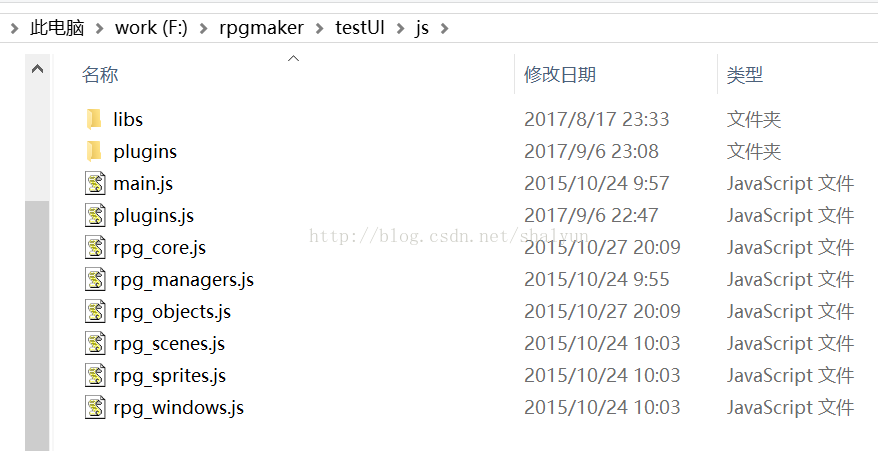 此电脑 > work (F:) > rpgmaker > testUI > js >
名称 修改日期 类型
libs 2017/8/17 23:33 文件夹
plugins 2017/9/6 23:08 文件夹
main.js 2015/10/24 9:57 JavaScript 文件
plugins.js 2017/9/6 22:47 JavaScript 文件
http://blog.csdn.net/shalyun
rpg_core.js 2015/10/27 20:09 JavaScript 文件
rpg_managers.js 2015/10/24 9:55 JavaScript 文件
rpg_objects.js 2015/10/27 20:09 JavaScript 文件
rpg_scenes.js 2015/10/24 10:03 JavaScript 文件
rpg_sprites.js 2015/10/24 10:03 JavaScript 文件
rpg_windows.js 2015/10/24 10:03 JavaScript 文件